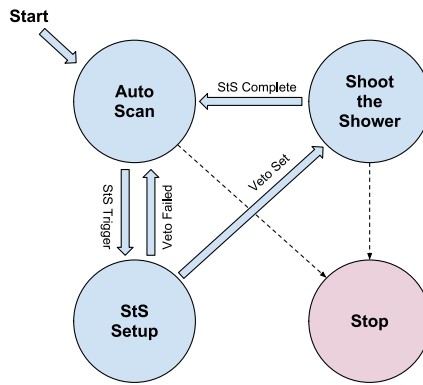 Start
Auto
Scan
StS Complete
Shoot
the
Shower
StS Trigger
Veto Failed
Veto Set
StS
Setup
Stop